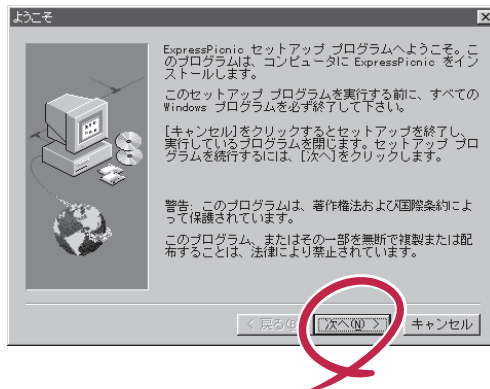 ようこそ
ExpressPicnic セットアップ プログラムへようこそ。こ
のプログラムは、コンピュータに ExpressPicnic をイン
ストールします。
このセットアップ プログラムを実行する前に、すべての
Windows プログラムを必ず終了して下さい。
[キャンセル]をクリックするとセットアップを終了し、
実行しているプログラムを閉じます。セットアップ プロ
グラムを続行するには、[次へ]をクリックします。
警告: このプログラムは、著作権法および国際条約によ
って保護されています。
このプログラム、またはその一部を無断で複製または配
布することは、法律により禁止されています。
< 戻る(B) 次へ(N) > キャンセル